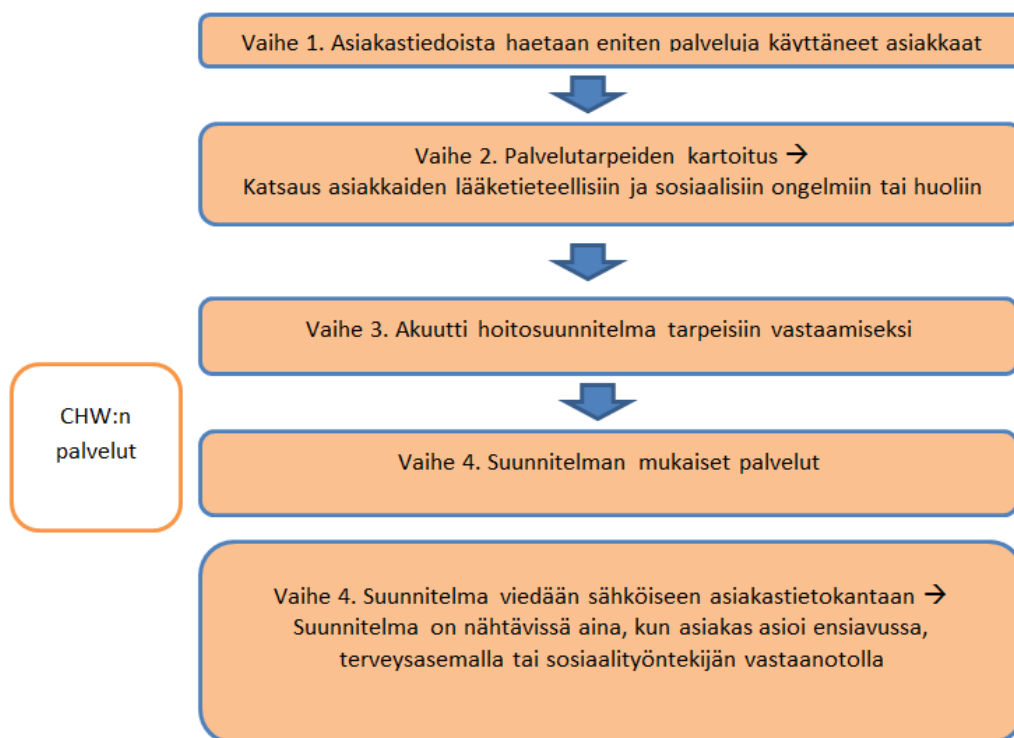 Vaihe 1. Asiakastiedoista haetaan eniten palveluja käyttäneet asiakkaat
Vaihe 2. Palvelutarpeiden kartoitus →
Katsaus asiakkaiden lääketieteellisiin ja sosiaalisiin ongelmiin tai huoliin
Vaihe 3. Akuutti hoitosuunnitelma tarpeisiin vastaamiseksi
CHW:n
palvelut
Vaihe 4. Suunnitelman mukaiset palvelut
Vaihe 4. Suunnitelma viedään sähköiseen asiakastietokantaan →
Suunnitelma on nähtävissä aina, kun asiakas asioi ensiavussa,
terveysasemalla tai sosiaalityöntekijän vastaanotolla